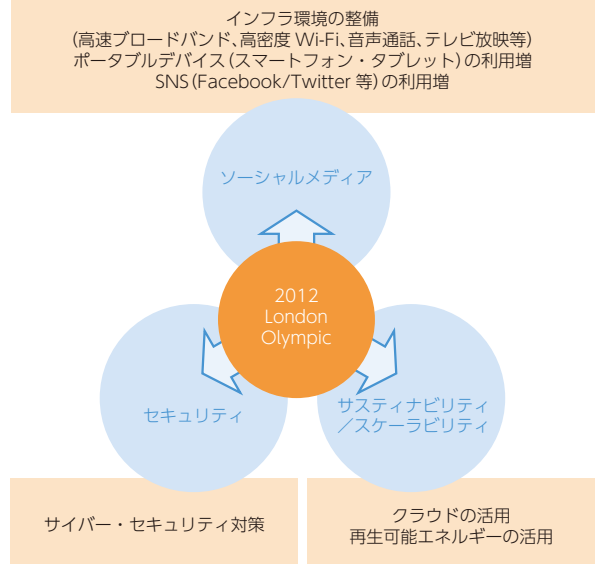 インフラ環境の整備
(高速ブロードバンド、高密度 Wi-Fi、音声通話、テレビ放映等)
ポータブルデバイス(スマートフォン・タブレット)の利用増
SNS(Facebook/Twitter 等)の利用増
ソーシャルメディア
2012
London
Olympic
セキュリティ
サスティナビリティ
／スケーラビリティ
サイバー・セキュリティ対策
クラウドの活用
再生可能エネルギーの活用